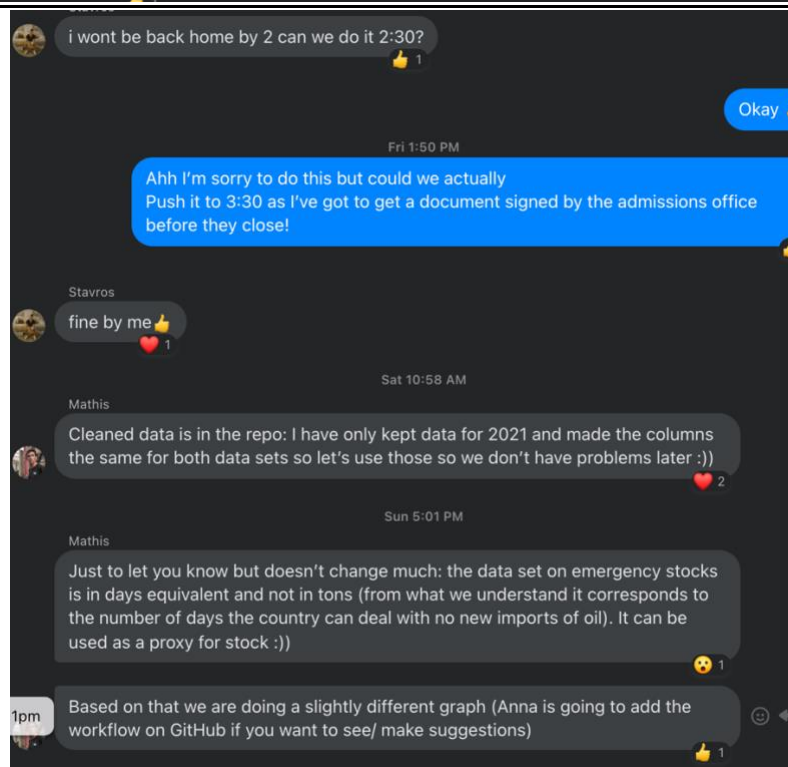 i wont be back home by 2 can we do it 2:30?
👍 1
Okay
Fri 1:50 PM
Ahh I'm sorry to do this but could we actually
Push it to 3:30 as I've got to get a document signed by the admissions office
before they close!
Stavros
fine by me👍
❤️ 1
Sat 10:58 AM
Mathis
Cleaned data is in the repo: I have only kept data for 2021 and made the columns
the same for both data sets so let's use those so we don't have problems later :))
❤️ 2
Sun 5:01 PM
Mathis
Just to let you know but doesn't change much: the data set on emergency stocks
is in days equivalent and not in tons (from what we understand it corresponds to
the number of days the country can deal with no new imports of oil). It can be
used as a proxy for stock :))
😮 1
Based on that we are doing a slightly different graph (Anna is going to add the
workflow on GitHub if you want to see/ make suggestions)
1pm
👍 1